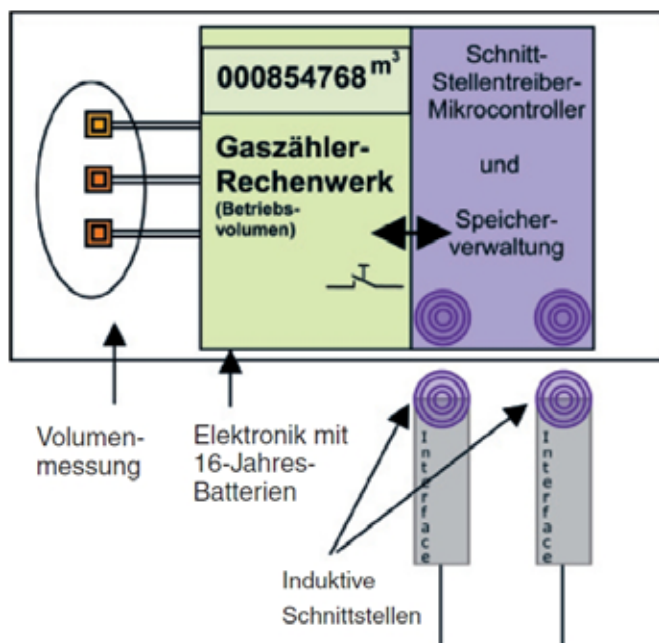 000854768 m³
Gaszähler-
Rechenwerk
(Betriebs-
volumen)
Schnitt-
Stellentreiber-
Mikrocontroller
und
Speicher-
verwaltung
Volumen-
messung
Elektronik mit
16-Jahres-
Batterien
Interface
Interface
Induktive
Schnittstellen